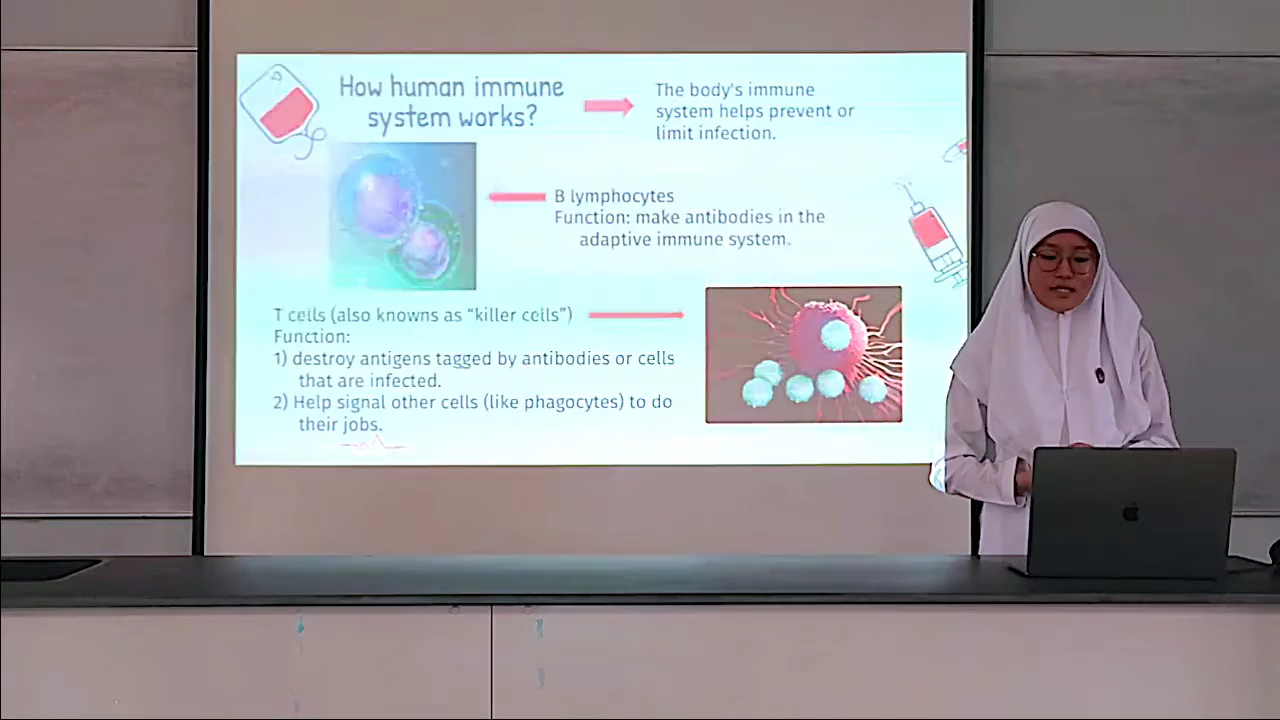 How human immune
system works?
The body's immune
system helps prevent or
limit infection.
B lymphocytes
Function: make antibodies in the
adaptive immune system.
T cells (also knowns as “killer cells”)
Function:
1) destroy antigens tagged by antibodies or cells
that are infected.
2) Help signal other cells (like phagocytes) to do
their jobs.